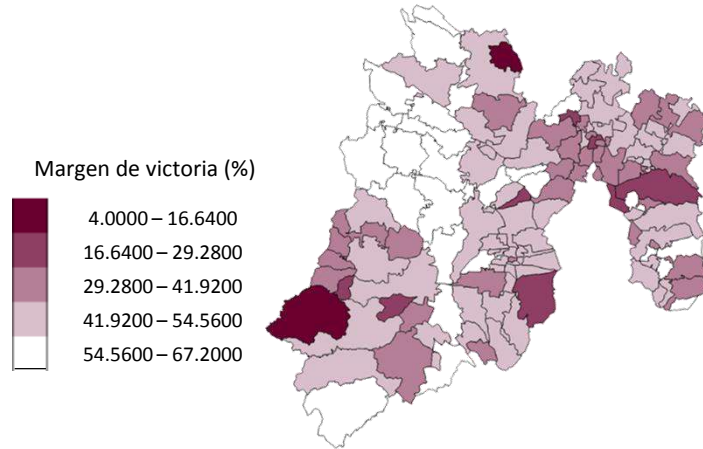 Margen de victoria (%)
4.0000 – 16.6400
16.6400 – 29.2800
29.2800 – 41.9200
41.9200 – 54.5600
54.5600 – 67.2000